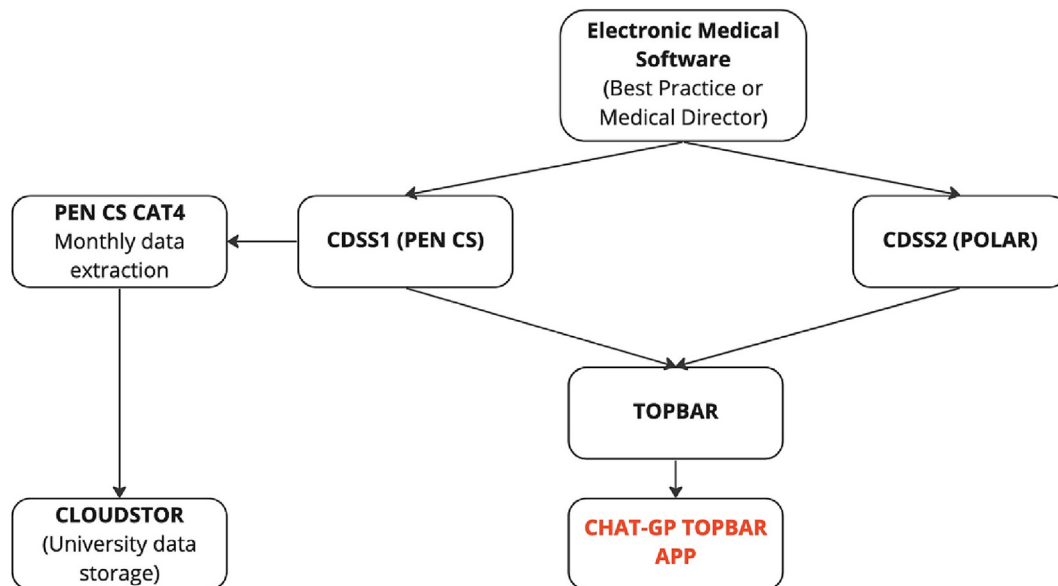 Electronic Medical
Software
(Best Practice or
Medical Director)
PEN CS CAT4
Monthly data
extraction
CDSS1 (PEN CS)
CDSS2 (POLAR)
TOPBAR
CLOUDSTOR
(University data
storage)
CHAT-GP TOPBAR
APP